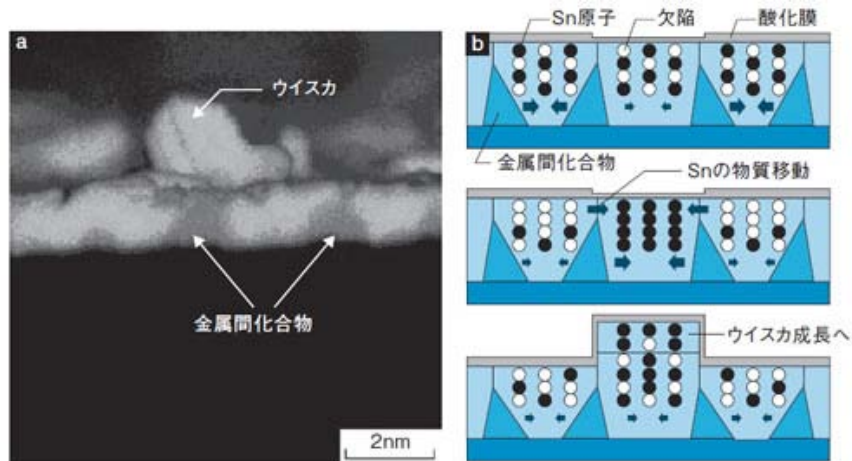 a
ウイスカ
金属間化合物
2nm
b
Sn原子
欠陥
酸化膜
金属間化合物
Snの物質移動
ウイスカ成長へ